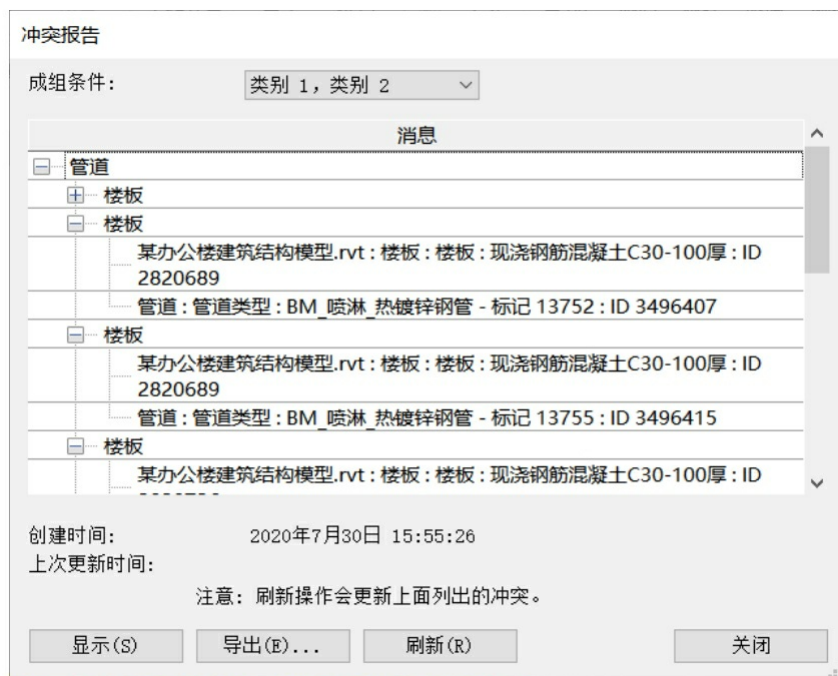 冲突报告
成组条件: 类别 1，类别 2
消息
管道
楼板
楼板
某办公楼建筑结构模型.rvt : 楼板 : 楼板 : 现浇钢筋混凝土C30-100厚 : ID
2820689
管道 : 管道类型 : BM_喷淋_热镀锌钢管 - 标记 13752 : ID 3496407
楼板
某办公楼建筑结构模型.rvt : 楼板 : 楼板 : 现浇钢筋混凝土C30-100厚 : ID
2820689
管道 : 管道类型 : BM_喷淋_热镀锌钢管 - 标记 13755 : ID 3496415
楼板
某办公楼建筑结构模型.rvt : 楼板 : 楼板 : 现浇钢筋混凝土C30-100厚 : ID
创建时间: 2020年7月30日 15:55:26
上次更新时间:
注意: 刷新操作会更新上面列出的冲突。
显示(S) 导出(E)... 刷新(R) 关闭